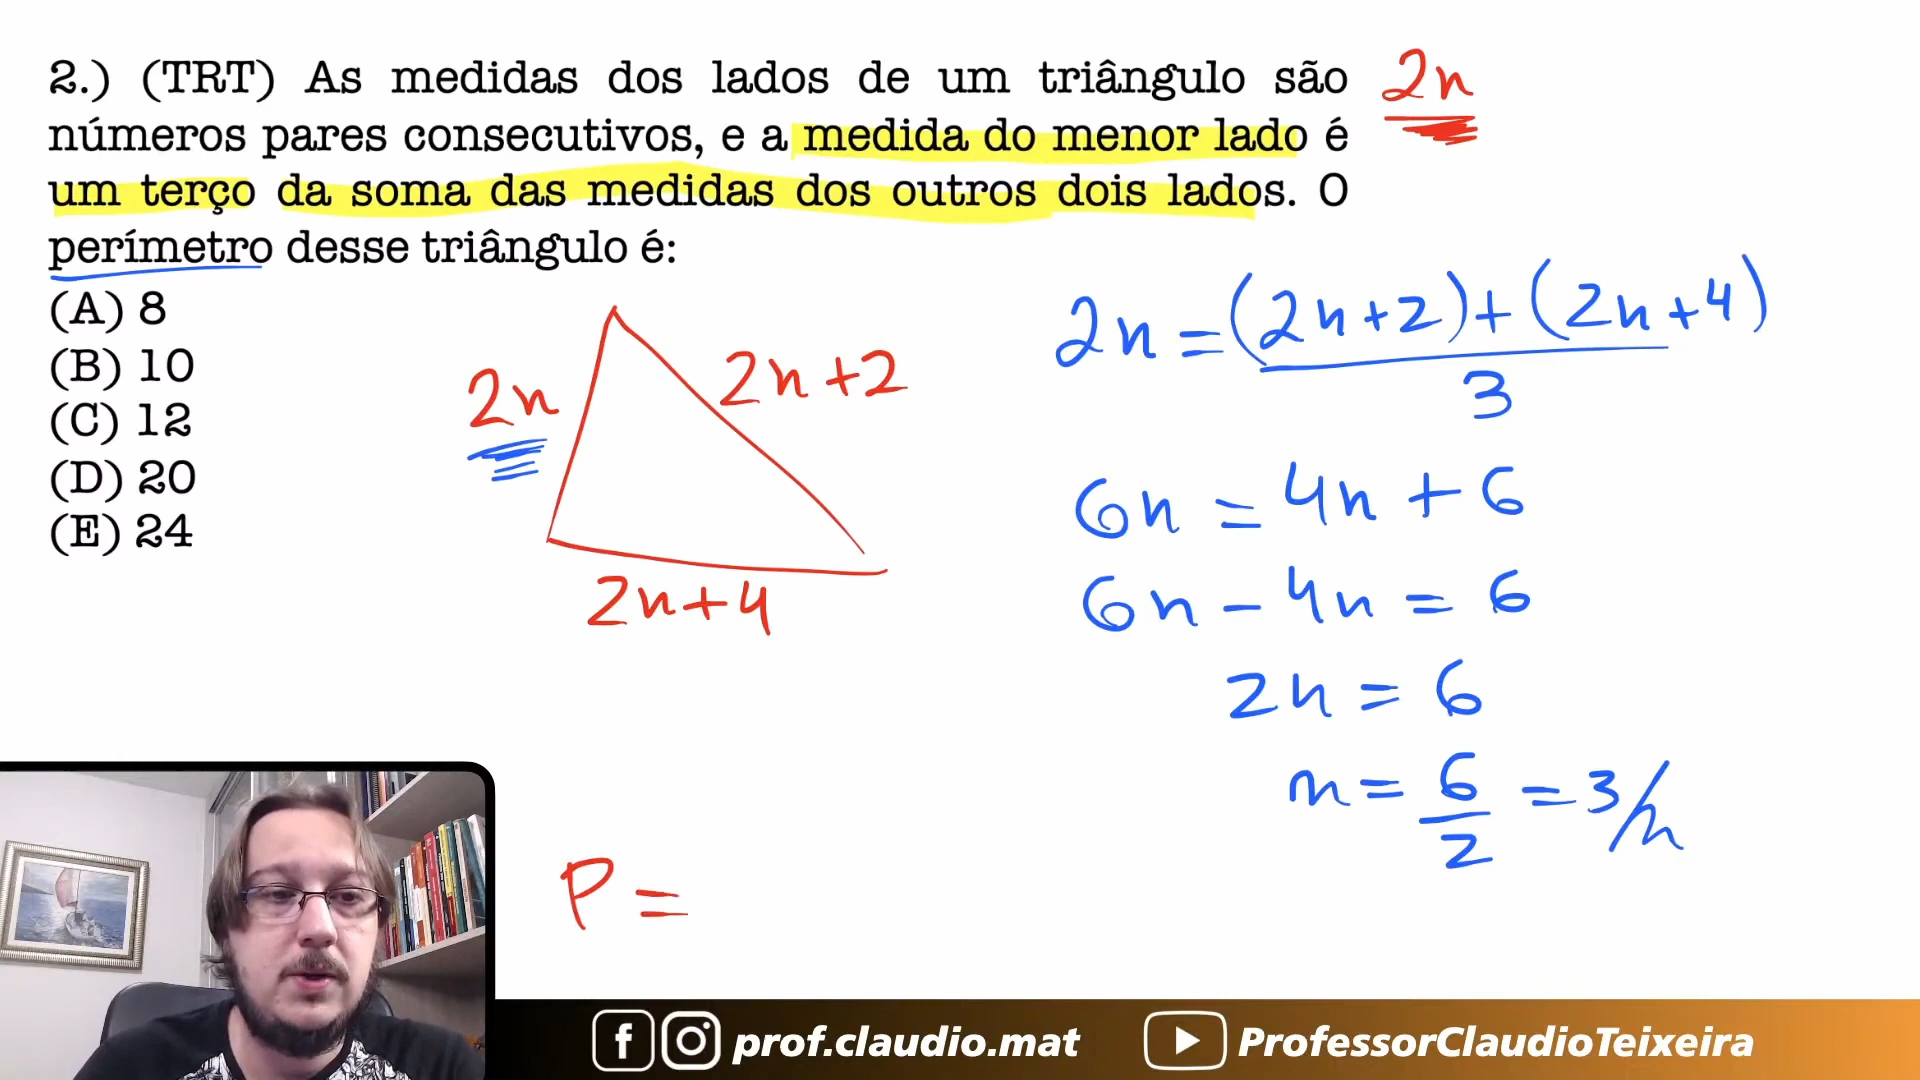 2.) (TRT) As medidas dos lados de um triângulo são
números pares consecutivos, e a medida do menor lado é
um terço da soma das medidas dos outros dois lados. O
perímetro desse triângulo é:
(A) 8
(B) 10
(C) 12
(D) 20
(E) 24
2n
2n
2n+2
2n+4
2n = (2n+2)+(2n+4)
3
6n = 4n + 6
6n - 4n = 6
2n = 6
n = 6/2 = 3//
P =
prof.claudio.mat
ProfessorClaudioTeixeira